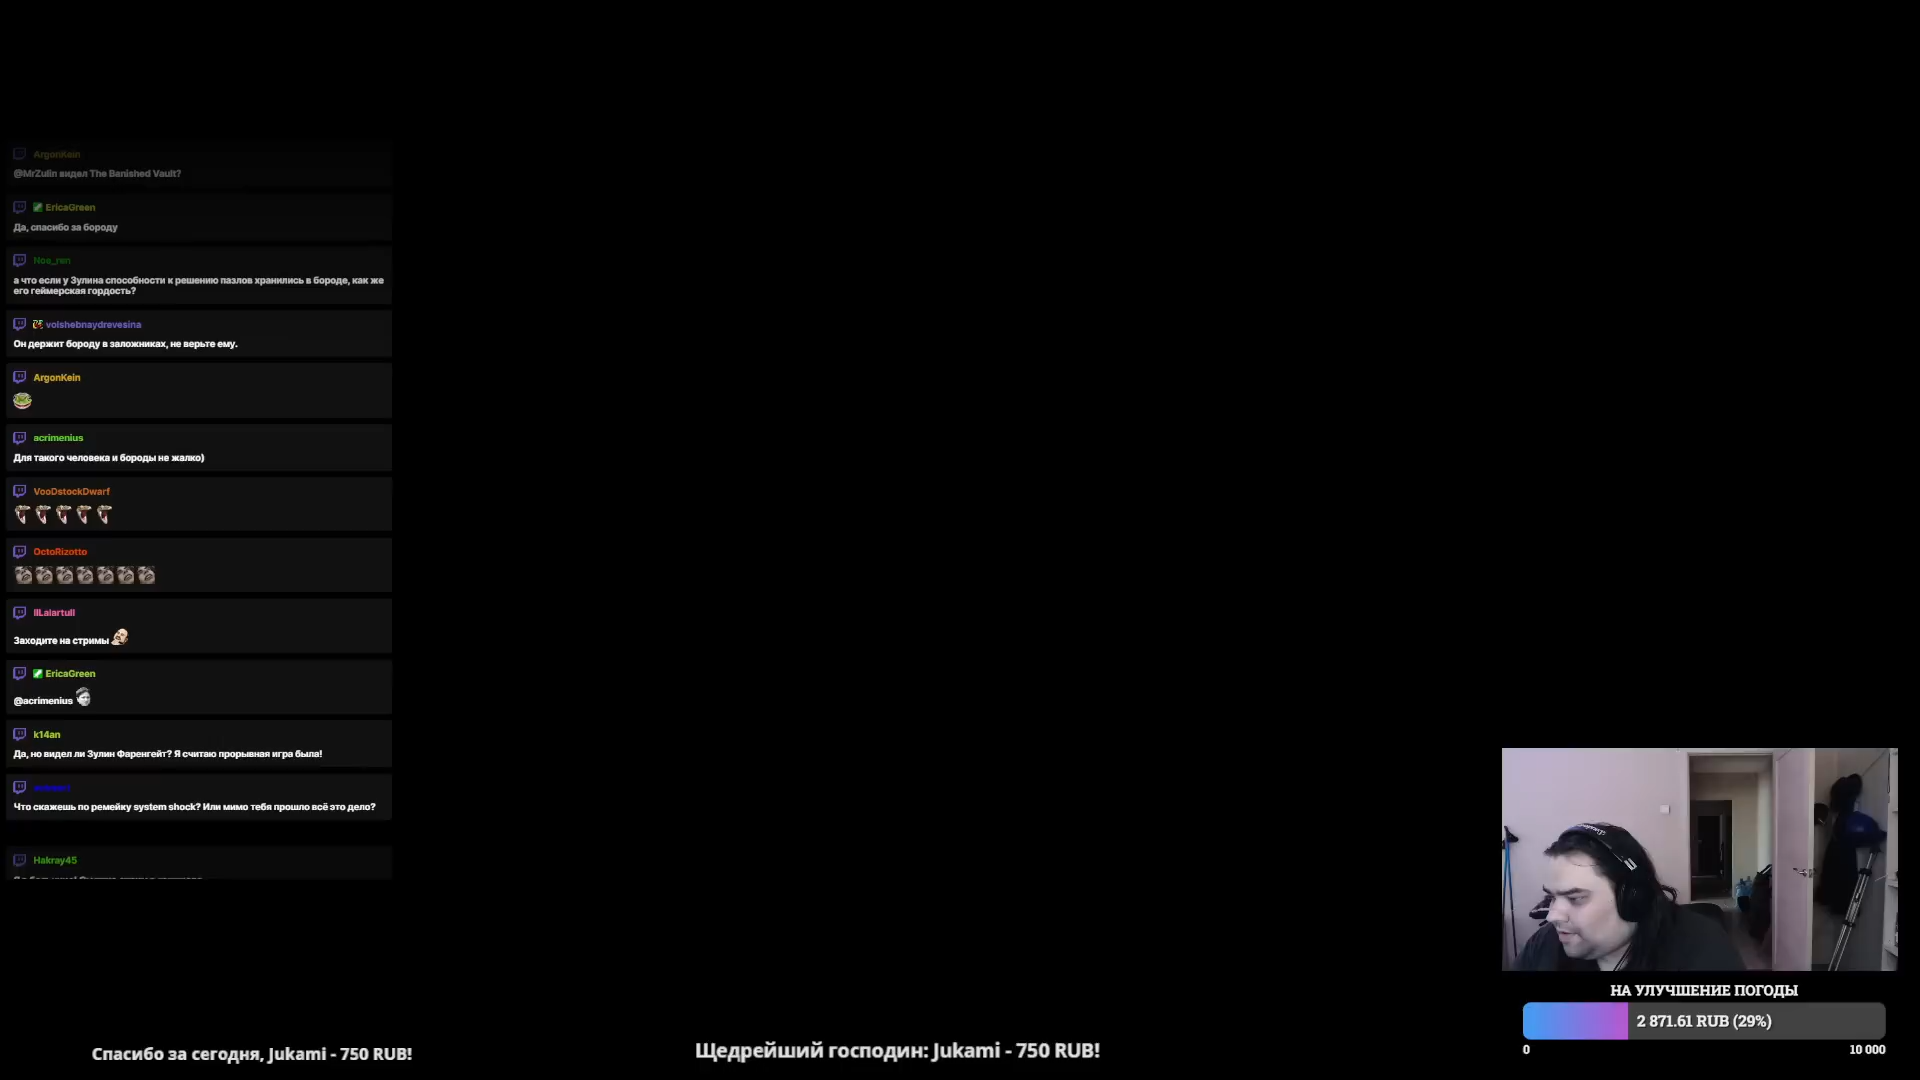 ArgonKein
@MrZulin видел The Banished Vault?
EricaGreen
Да, спасибо за бороду
Noo_ren
а что если у Зулина способности к решению пазлов хранились в бороде, как же
его геймерская гордость?
volshebnaydrevesina
Он держит бороду в заложниках, не верьте ему.
ArgonKein
acrimenius
Для такого человека и бороды не жалко)
VooDstockDwarf
OctoRizotto
Заходите на стримы
EricaGreen
@acrimenius
k14an
Да, но видел ли Зулин Фаренгейт? Я считаю прорывная игра была!
Что скажешь по ремейку system shock? Или мимо тебя прошло всё это дело?
Hakray45
НА УЛУЧШЕНИЕ ПОГОДЫ
2 871.61 RUB (29%)
0
10 000
Спасибо за сегодня, Jukami - 750 RUB!
Щедрейший господин: Jukami - 750 RUB!